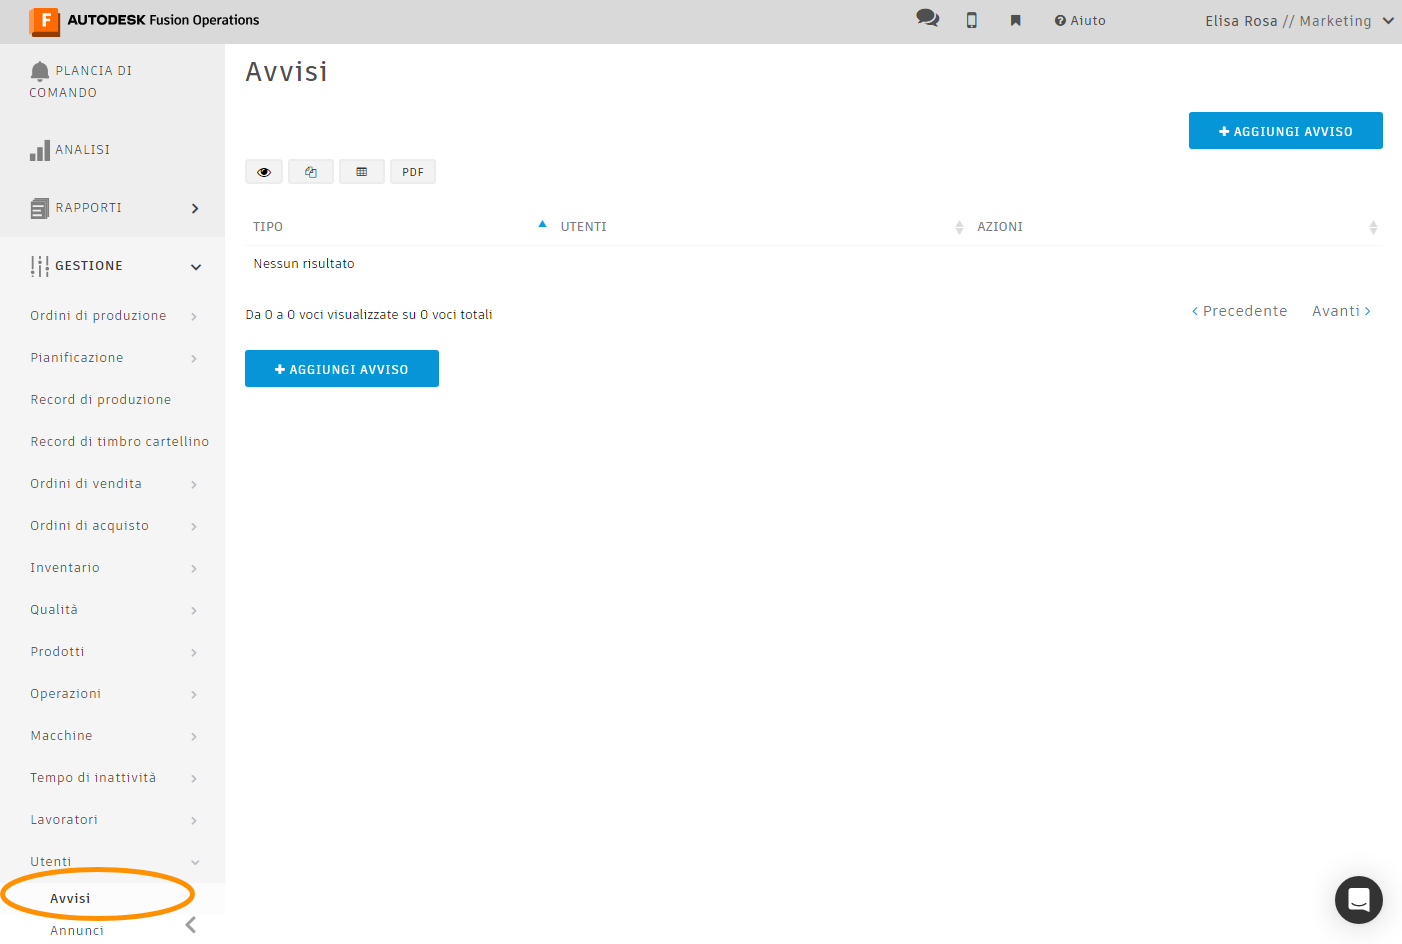 AUTODESK Fusion Operations
Aiuto
Elisa Rosa // Marketing
PLANCIA DI
COMANDO
ANALISI
RAPPORTI
GESTIONE
Ordini di produzione
Pianificazione
Record di produzione
Record di timbro cartellino
Ordini di vendita
Ordini di acquisto
Inventario
Qualità
Prodotti
Operazioni
Macchine
Tempo di inattività
Lavoratori
Utenti
Avvisi
Annunci
Avvisi
+ AGGIUNGI AVVISO
PDF
TIPO UTENTI AZIONI
Nessun risultato
Da 0 a 0 voci visualizzate su 0 voci totali
< Precedente Avanti >
+ AGGIUNGI AVVISO